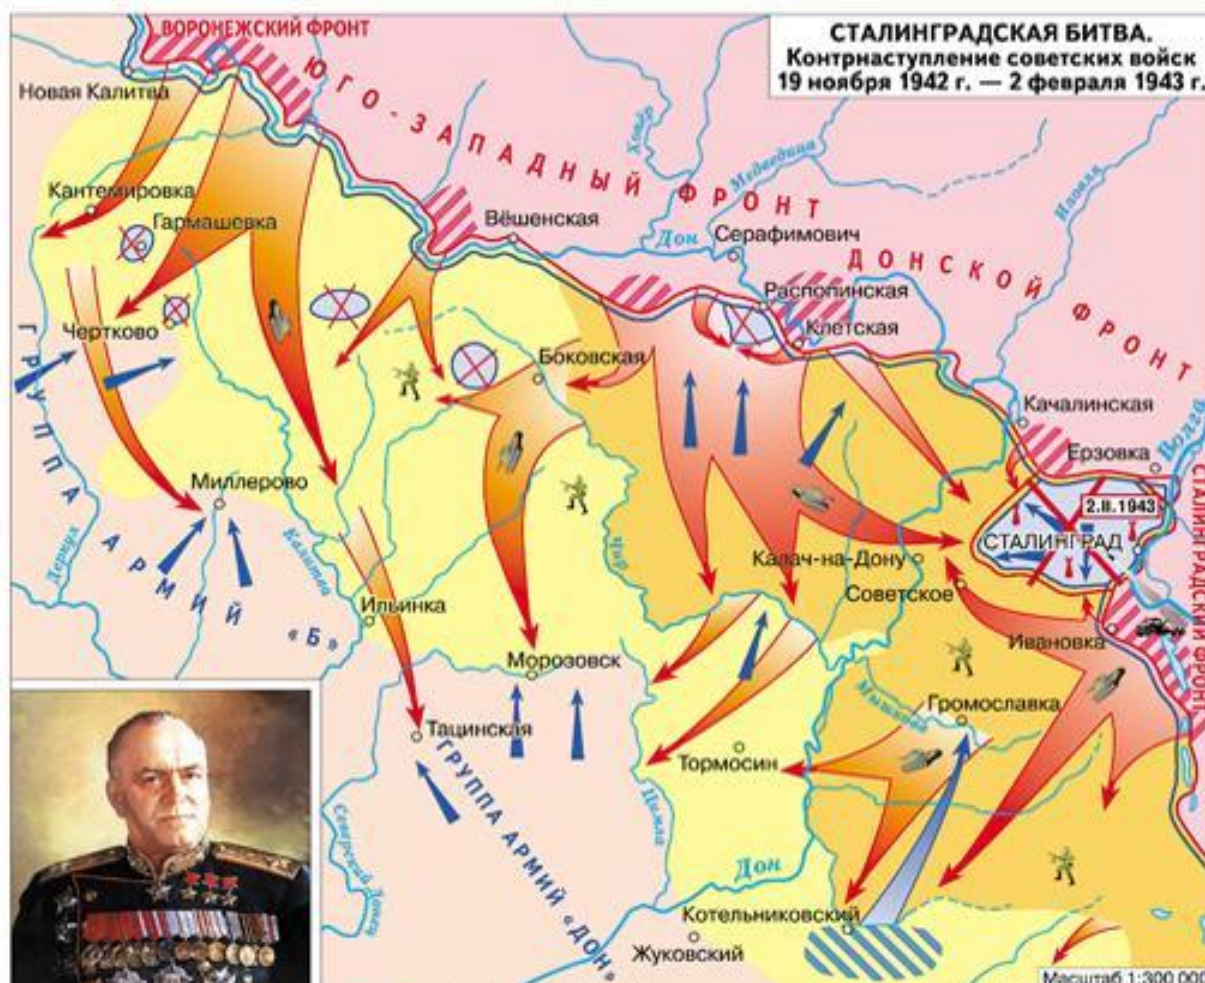 СТАЛИНГРАДСКАЯ БИТВА.
Контрнаступление советских войск
19 ноября 1942 г. — 2 февраля 1943 г.
ВОРОНЕЖСКИЙ ФРОНТ
ЮГО-ЗАПАДНЫЙ ФРОНТ
Новая Калитва
Хопёр
Медведица
Иловля
Кантемировка
Гармашевка
Вёшенская
Дон
Серафимович
ДОНСКОЙ ФРОНТ
Распопинская
Клетская
Чертково
Боковская
Качалинская
Ерзовка
Волга
ГРУППА АРМИЙ «Б»
Миллерово
2.II.1943
СТАЛИНГРАД
СТАЛИНГРАДСКИЙ ФРОНТ
Деркул
Калитва
Чир
Калач-на-Дону
Советское
Ильинка
Ивановка
Морозовск
Мышкова
Громославка
Тацинская
Тормосин
ГРУППА АРМИЙ «ДОН»
Цимла
Северский Донец
Дон
Котельниковский
Жуковский
Масштаб 1:300 000